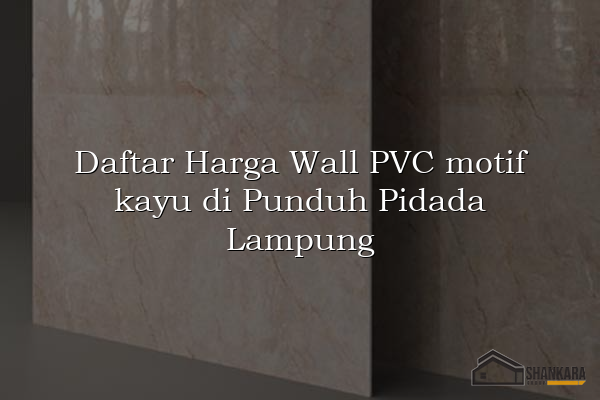 Daftar Harga Wall PVC motif
kayu di Punduh Pidada
Lampung
SHANKARA